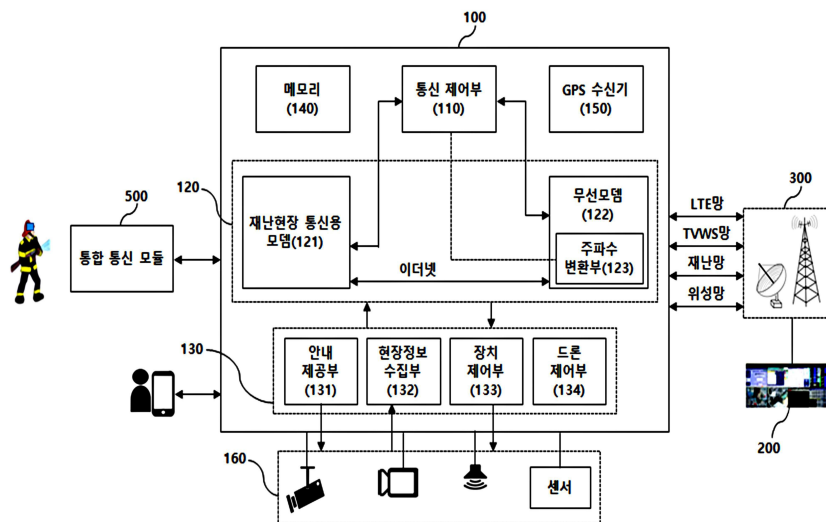 100
메모리
(140)
통신 제어부
(110)
GPS 수신기
(150)
120
재난현장 통신용
모뎀(121)
무선모뎀
(122)
주파수
변환부(123)
이더넷
500
통합 통신 모듈
LTE망
TVWS망
재난망
위성망
300
130
안내
제공부
(131)
현장정보
수집부
(132)
장치
제어부
(133)
드론
제어부
(134)
200
160
센서